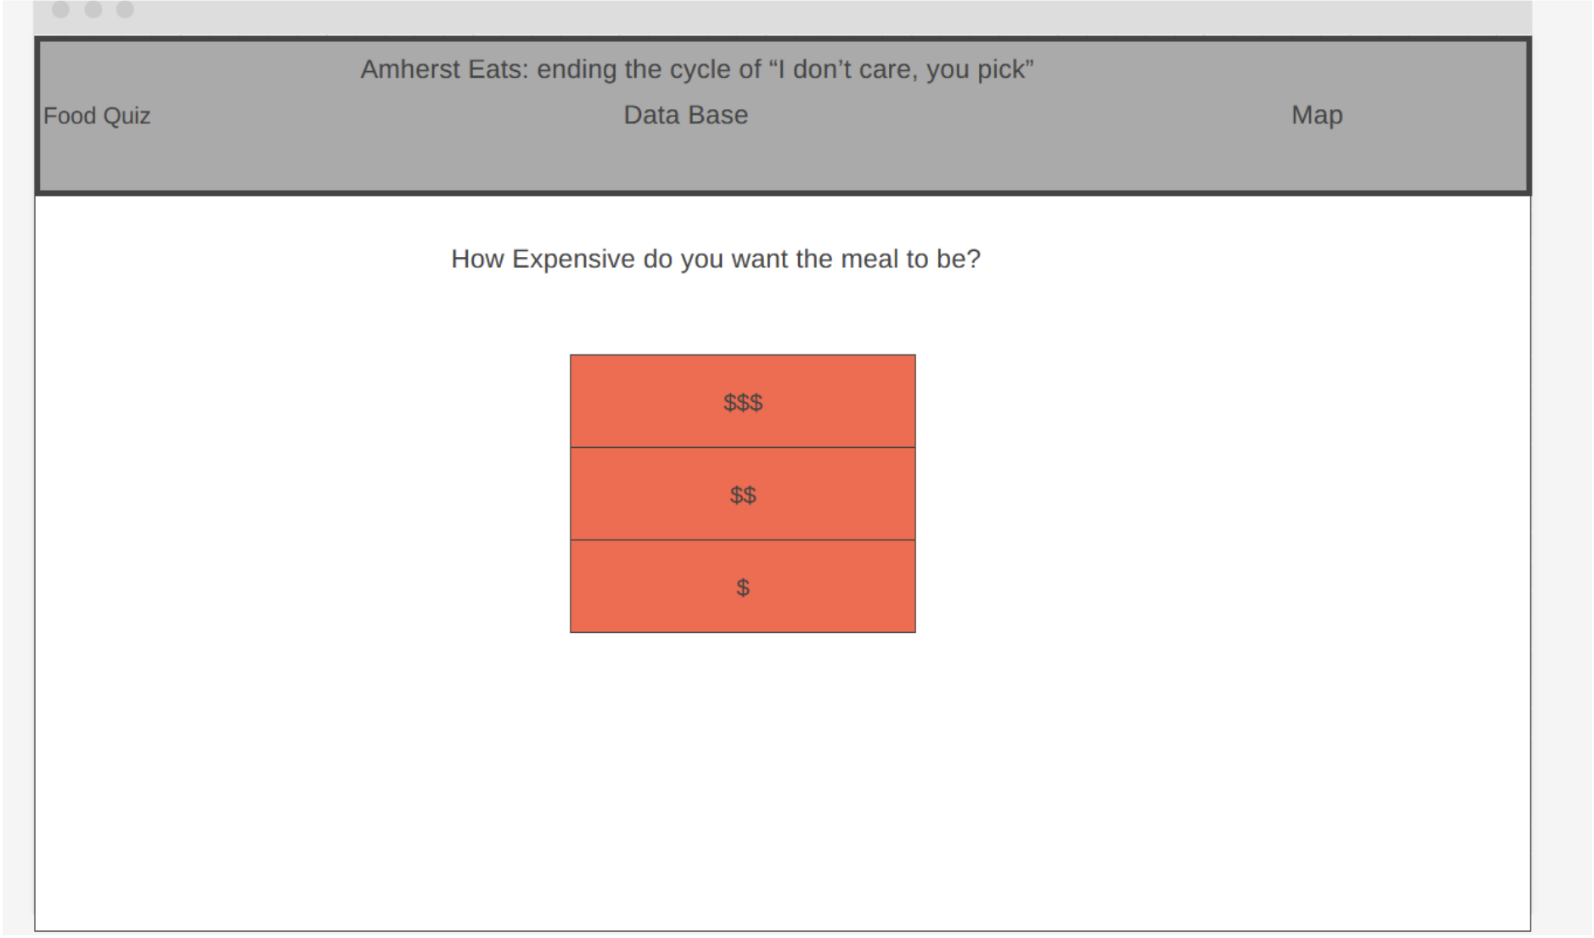 Amherst Eats: ending the cycle of “I don’t care, you pick”
Food Quiz Data Base Map
How Expensive do you want the meal to be?
$$$
$$
$